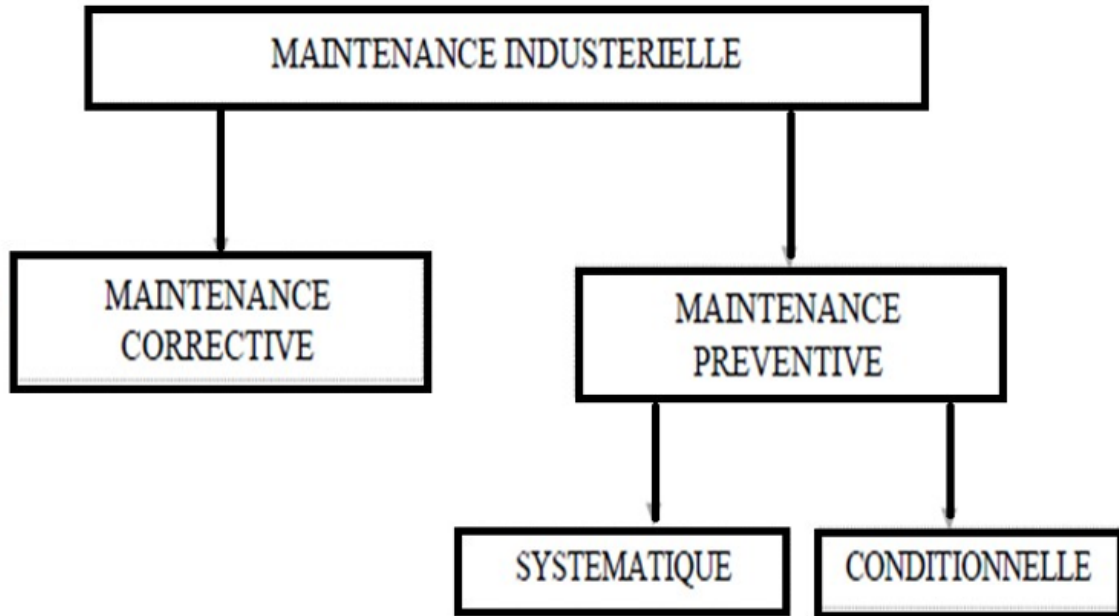 MAINTENANCE INDUSTERIELLE
MAINTENANCE
CORRECTIVE
MAINTENANCE
PREVENTIVE
SYSTEMATIQUE
CONDITIONNELLE